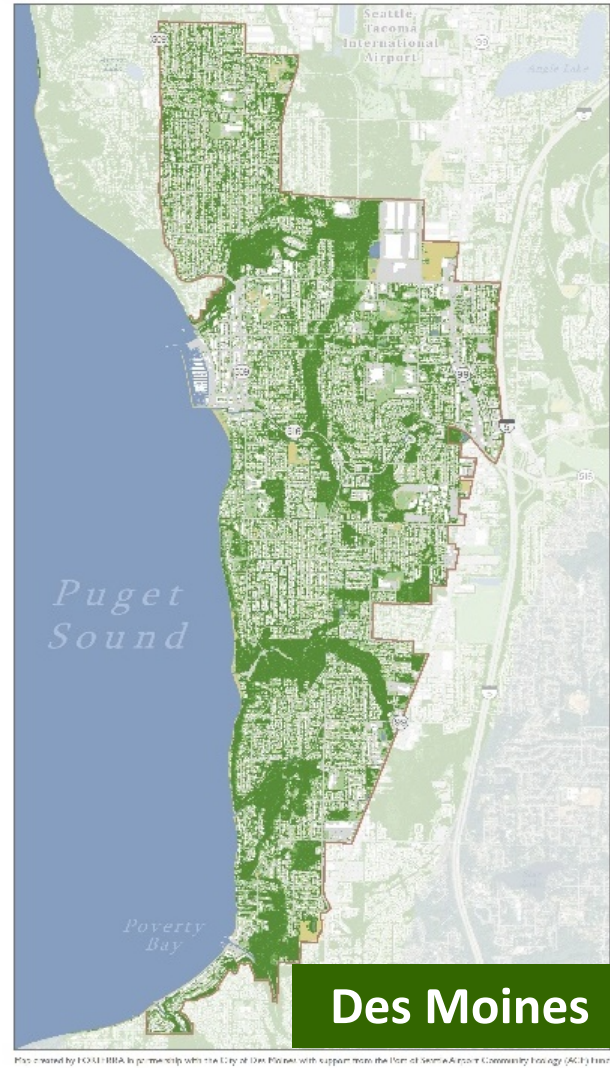 Seattle
Tacoma
International
Airport
Angle Lake
509
99
509
99
5
516
516
Puget
Sound
5
99
Poverty
Bay
Des Moines
Map created by FORTERRA in partnership with the City of Des Moines with support from the Port of Seattle Airport Community Ecology (ACE) Fund